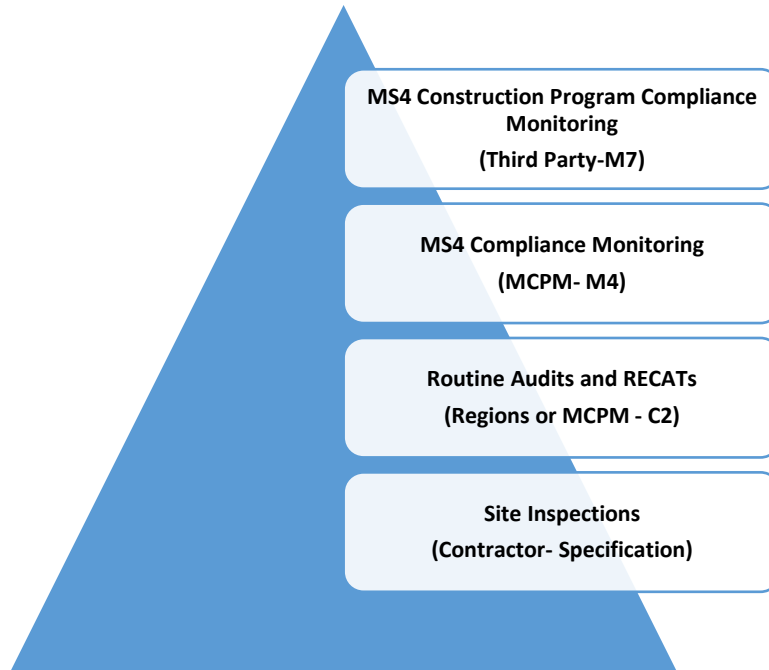 MS4 Construction Program Compliance
Monitoring
(Third Party-M7)
MS4 Compliance Monitoring
(MCPM- M4)
Routine Audits and RECATs
(Regions or MCPM - C2)
Site Inspections
(Contractor- Specification)